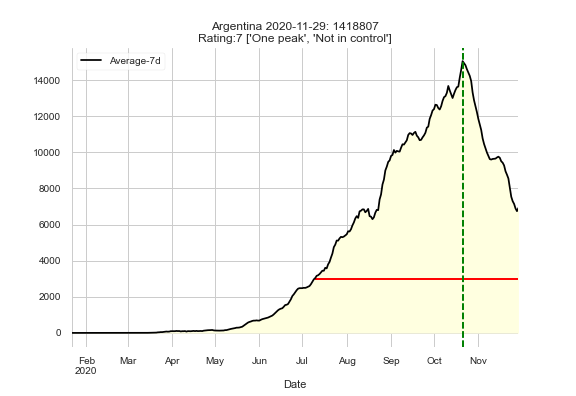 Argentina 2020-11-29: 1418807
Rating:7 ['One peak', 'Not in control']
Average-7d
14000
12000
10000
8000
6000
4000
2000
0
Feb Mar Apr May Jun Jul Aug Sep Oct Nov
2020
Date